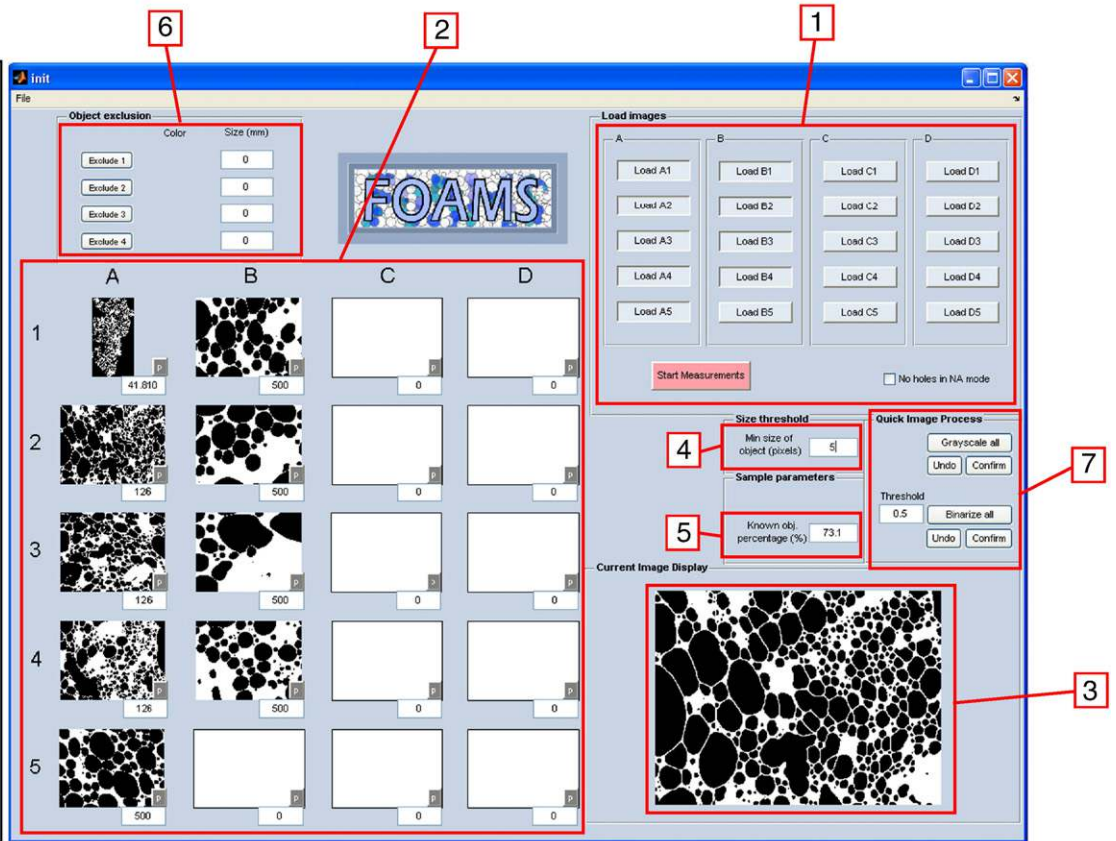 6
2
1
init
File
Object exclusion
Color
Size (mm)
Exclude 1
0
Exclude 2
0
Exclude 3
0
Exclude 4
0
FOAMS
Load images
A
B
C
D
Load A1
Load B1
Load C1
Load D1
Load A2
Load B2
Load C2
Load D2
Load A3
Load B3
Load C3
Load D3
Load A4
Load B4
Load C4
Load D4
Load A5
Load B5
Load C5
Load D5
Start Measurements
No holes in NA mode
A
B
C
D
1
P
P
P
P
41.810
500
0
0
2
P
P
P
P
126
500
0
0
3
P
P
>
P
126
500
0
0
4
P
P
P
P
126
500
0
0
5
P
P
P
P
500
0
0
0
Size threshold
4
Min size of
object (pixels)
5
Sample parameters
5
Known obj.
percentage (%)
73.1
Quick Image Process
Grayscale all
Undo
Confirm
7
Threshold
0.5
Binarize all
Undo
Confirm
Current Image Display
3